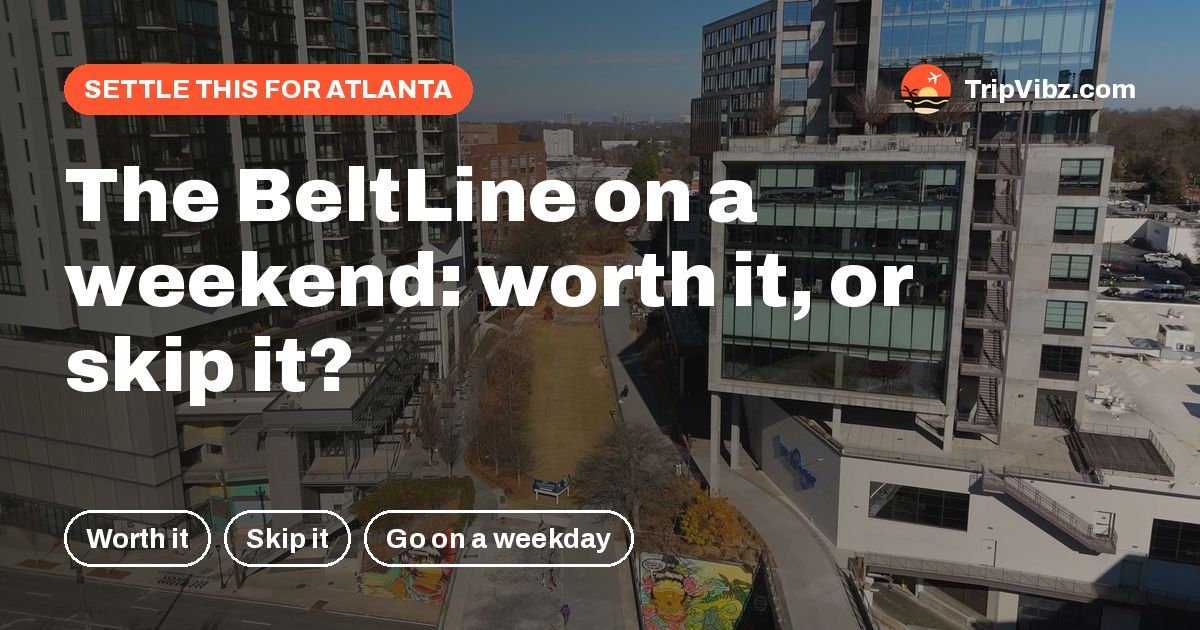 SETTLE THIS FOR ATLANTA
TripVibz.com
The BeltLine on a
weekend: worth it, or
skip it?
Worth it
Skip it
Go on a weekday